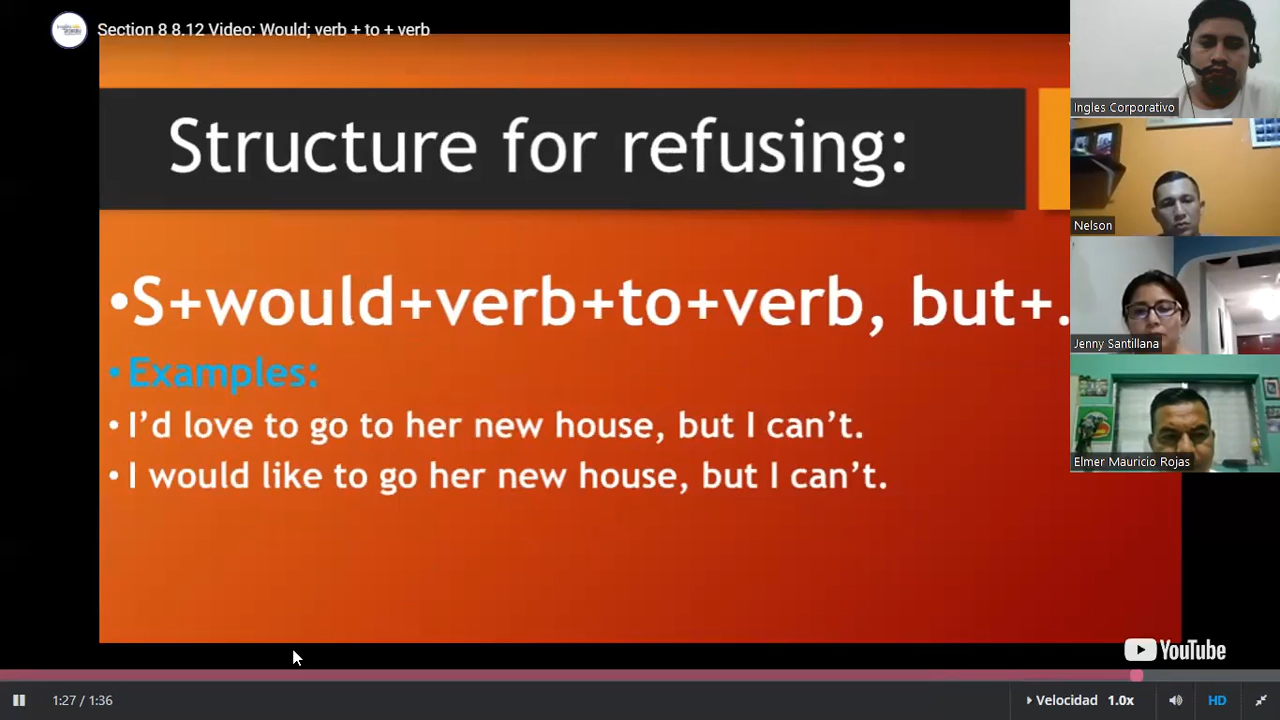 Section 8 8.12 Video: Would; verb + to + verb
Structure for refusing:
•S+would+verb+to+verb, but+.
• Examples:
• I’d love to go to her new house, but I can’t.
• I would like to go her new house, but I can’t.
Ingles Corporativo
Nelson
Jenny Santillana
Elmer Mauricio Rojas
YouTube
1:27 / 1:36
Velocidad 1.0x
HD